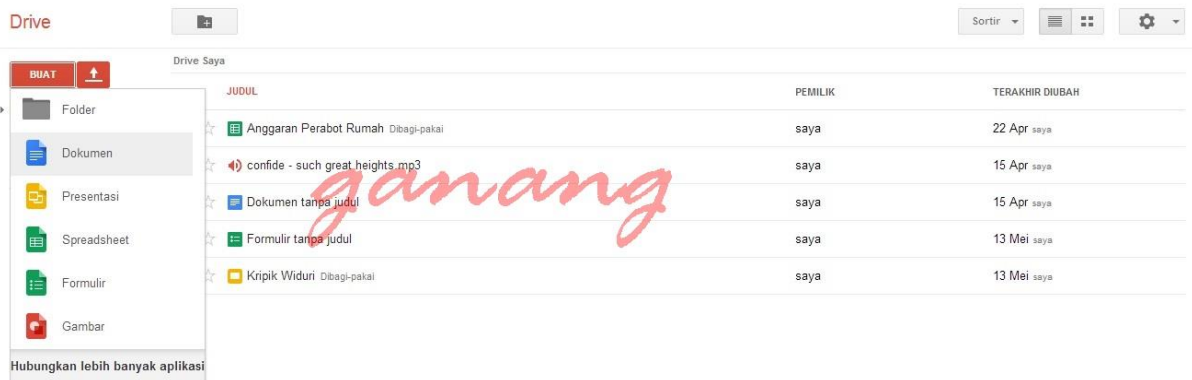 Drive
Sortir
BUAT
Drive Saya
JUDUL PEMILIK TERAKHIR DIUBAH
Folder
Anggaran Perabot Rumah Dibagi-pakai saya 22 Apr saya
Dokumen
confide - such great heights.mp3 saya 15 Apr saya
Presentasi
Dokumen tanpa judul saya 15 Apr saya
Spreadsheet
Formulir tanpa judul saya 13 Mei saya
Formulir
Kripik Widuri Dibagi-pakai saya 13 Mei saya
Gambar
Hubungkan lebih banyak aplikasi
ganang